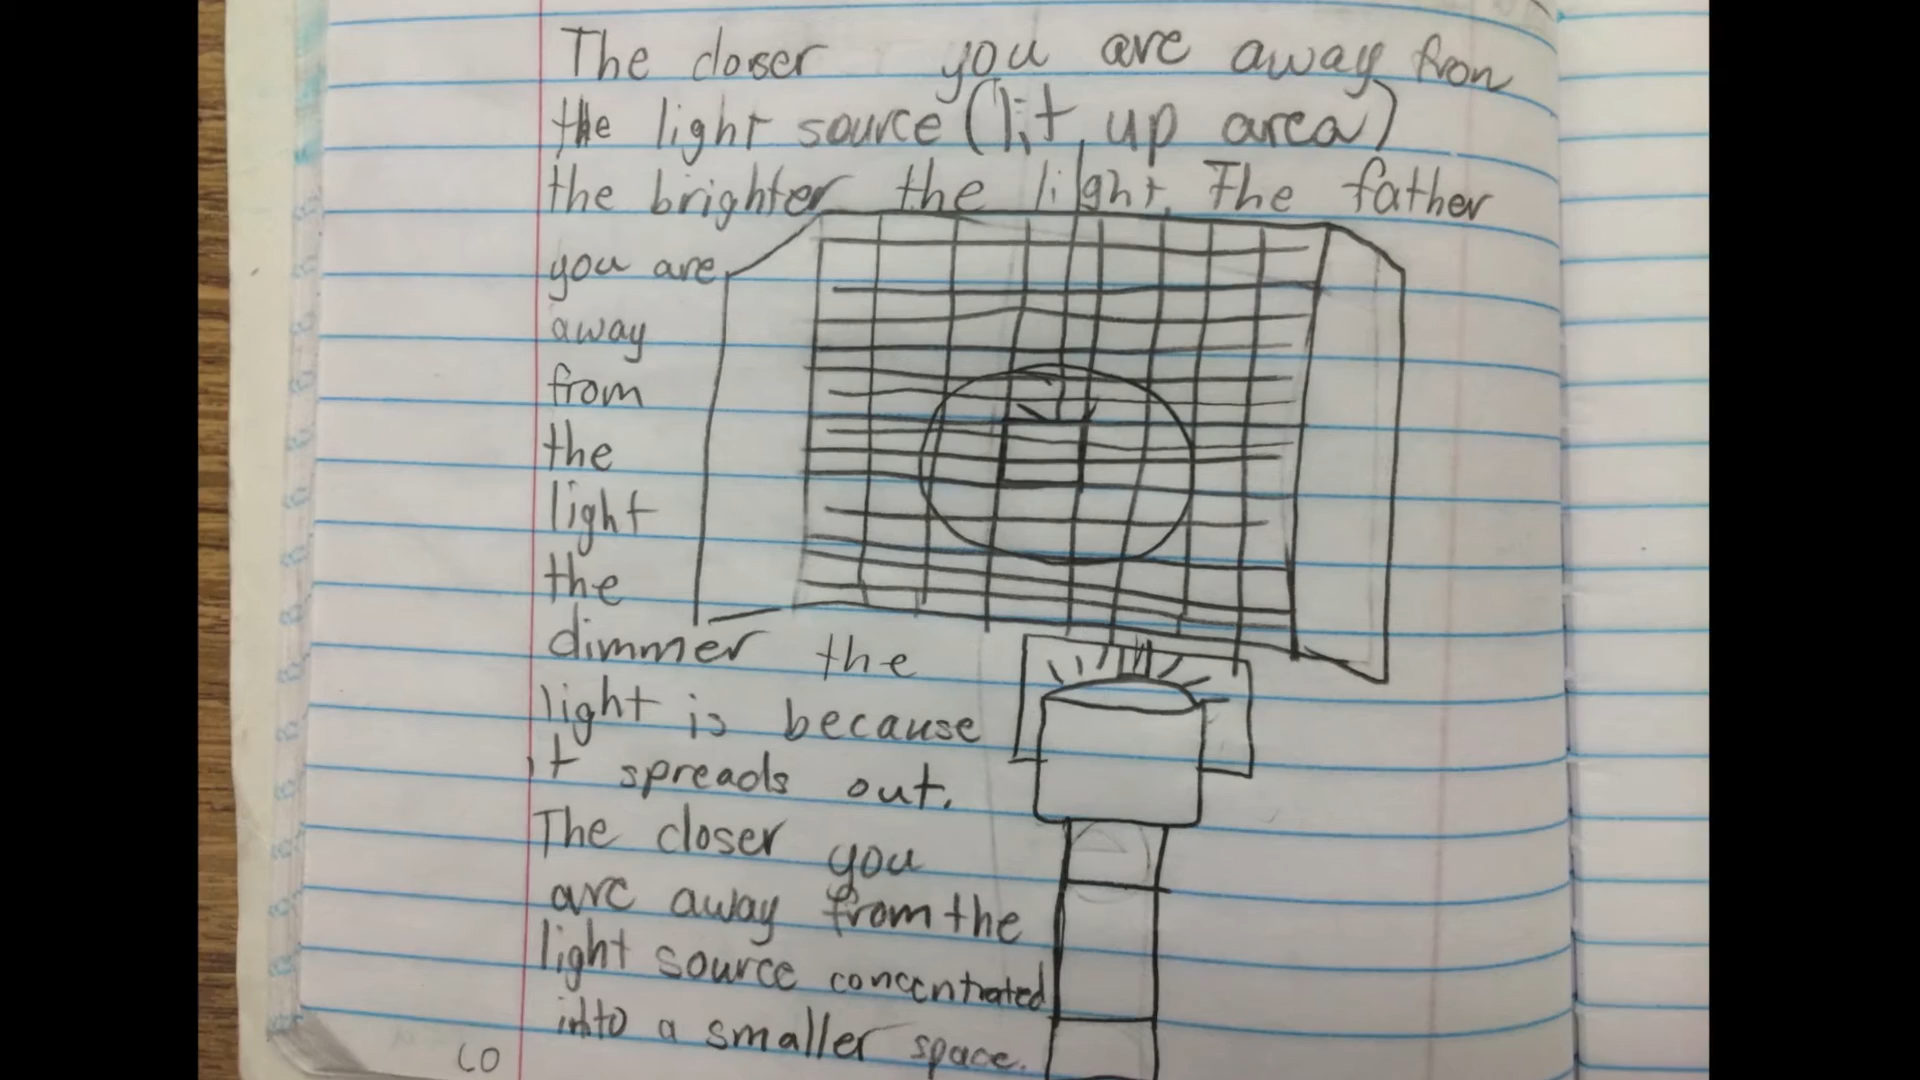 The closer you are away from
the light source (lit up area)
the brighter the light. The father
you are
away
from
the
light
the
dimmer the
light is because
it spreads out.
The closer you
are away from the
light source concentrated
into a smaller space.
60